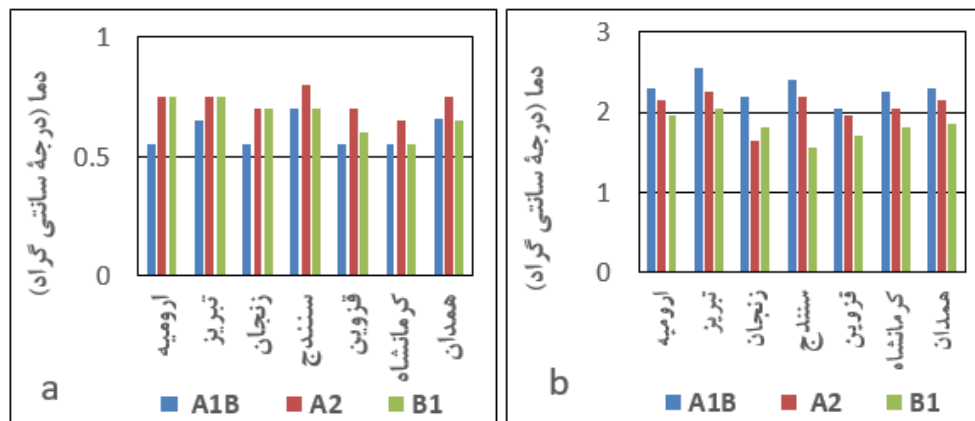 دما (درجهٔ سانتی گراد)
1
0.5
0
ارومیه
تبریز
زنجان
سنندج
قزوین
کرمانشاه
همدان
a
A1B A2 B1
دما (درجهٔ سانتی گراد)
3
2
1
0
ارومیه
تبریز
زنجان
سنندج
قزوین
کرمانشاه
همدان
b
A1B A2 B1